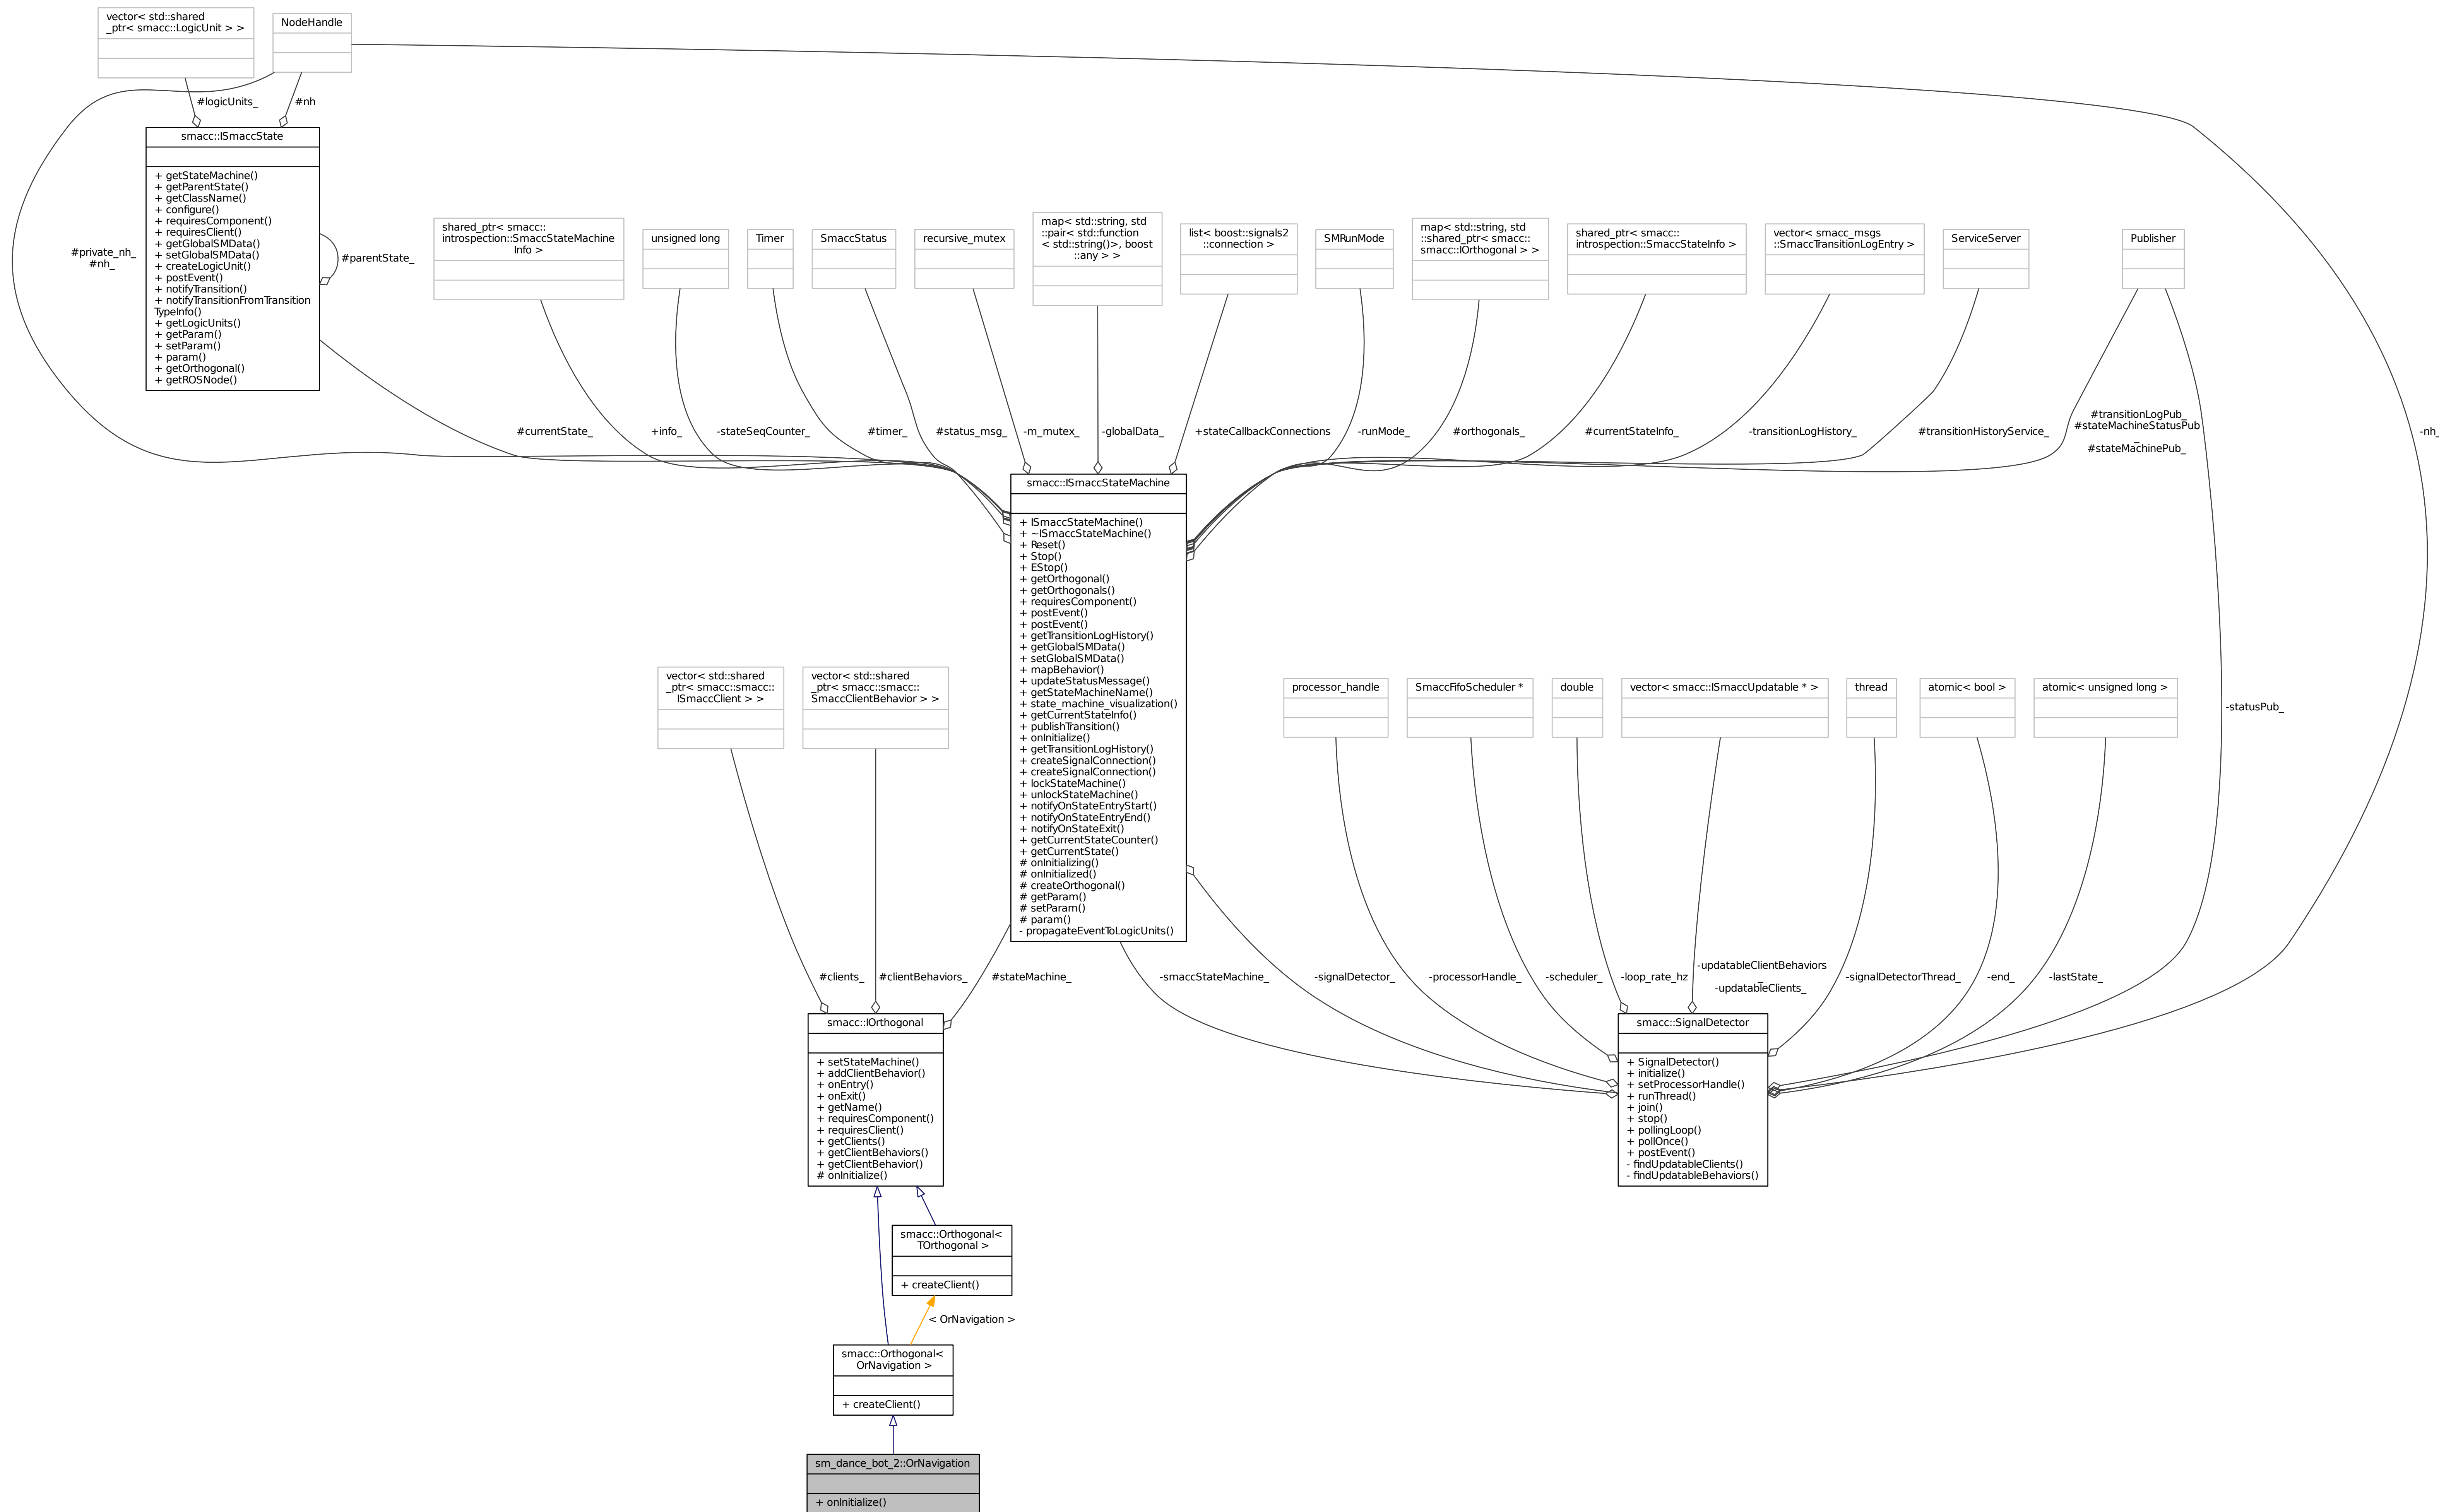 vector< std::shared
_ptr< smacc::LogicUnit > >
NodeHandle
#logicUnits_
#nh
smacc::ISmaccState
+ getStateMachine()
+ getParentState()
+ getClassName()
+ configure()
+ requiresComponent()
+ requiresClient()
+ getGlobalSMData()
+ setGlobalSMData()
+ createLogicUnit()
+ postEvent()
+ notifyTransition()
+ notifyTransitionFromTransition
TypeInfo()
+ getLogicUnits()
+ getParam()
+ setParam()
+ param()
+ getOrthogonal()
+ getROSNode()
#private_nh_
#nh_
#parentState_
shared_ptr< smacc::
introspection::SmaccStateMachine
Info >
unsigned long
Timer
SmaccStatus
recursive_mutex
map< std::string, std
::pair< std::function
< std::string()>, boost
::any > >
list< boost::signals2
::connection >
SMRunMode
map< std::string, std
::shared_ptr< smacc::
smacc::IOrthogonal > >
shared_ptr< smacc::
introspection::SmaccStateInfo >
vector< smacc_msgs
::SmaccTransitionLogEntry >
ServiceServer
Publisher
#currentState_
+info_
-stateSeqCounter_
#timer_
#status_msg_
-m_mutex_
-globalData_
+stateCallbackConnections
-runMode_
#orthogonals_
#currentStateInfo_
-transitionLogHistory_
#transitionHistoryService_
#transitionLogPub_
#stateMachineStatusPub
_
#stateMachinePub_
-nh_
smacc::ISmaccStateMachine
+ ISmaccStateMachine()
+ ~ISmaccStateMachine()
+ Reset()
+ Stop()
+ EStop()
+ getOrthogonal()
+ getOrthogonals()
+ requiresComponent()
+ postEvent()
+ postEvent()
+ getTransitionLogHistory()
+ getGlobalSMData()
+ setGlobalSMData()
+ mapBehavior()
+ updateStatusMessage()
+ getStateMachineName()
+ state_machine_visualization()
+ getCurrentStateInfo()
+ publishTransition()
+ onInitialize()
+ getTransitionLogHistory()
+ createSignalConnection()
+ createSignalConnection()
+ lockStateMachine()
+ unlockStateMachine()
+ notifyOnStateEntryStart()
+ notifyOnStateEntryEnd()
+ notifyOnStateExit()
+ getCurrentStateCounter()
+ getCurrentState()
# onInitializing()
# onInitialized()
# createOrthogonal()
# getParam()
# setParam()
# param()
- propagateEventToLogicUnits()
vector< std::shared
_ptr< smacc::smacc::
ISmaccClient > >
vector< std::shared
_ptr< smacc::smacc::
SmaccClientBehavior > >
processor_handle
SmaccFifoScheduler *
double
vector< smacc::ISmaccUpdatable * >
thread
atomic< bool >
atomic< unsigned long >
-statusPub_
#clients_
#clientBehaviors_
#stateMachine_
-smaccStateMachine_
-signalDetector_
-processorHandle_
-scheduler_
-loop_rate_hz
-updatableClientBehaviors
_
-updatableClients_
-signalDetectorThread_
-end_
-lastState_
smacc::IOrthogonal
+ setStateMachine()
+ addClientBehavior()
+ onEntry()
+ onExit()
+ getName()
+ requiresComponent()
+ requiresClient()
+ getClients()
+ getClientBehaviors()
+ getClientBehavior()
# onInitialize()
smacc::SignalDetector
+ SignalDetector()
+ initialize()
+ setProcessorHandle()
+ runThread()
+ join()
+ stop()
+ pollingLoop()
+ pollOnce()
+ postEvent()
- findUpdatableClients()
- findUpdatableBehaviors()
smacc::Orthogonal<
TOrthogonal >
+ createClient()
< OrNavigation >
smacc::Orthogonal<
OrNavigation >
+ createClient()
sm_dance_bot_2::OrNavigation
+ onInitialize()